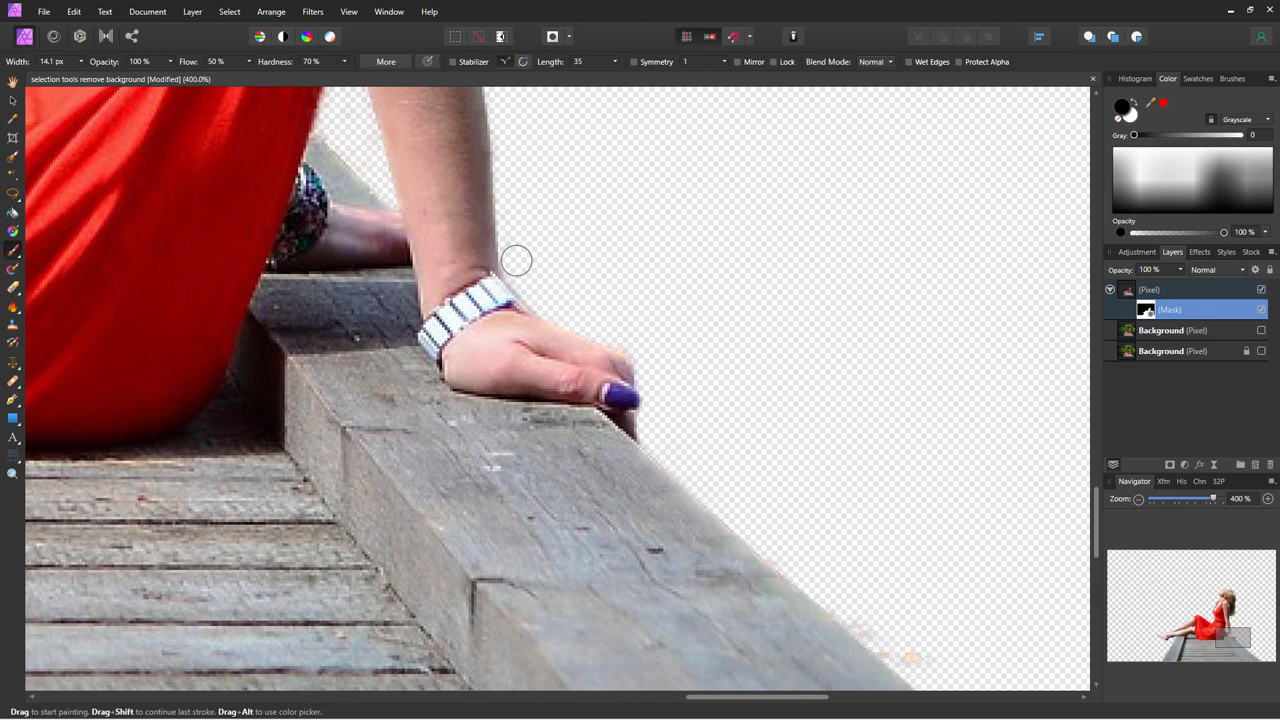 File Edit Text Document Layer Select Arrange Filters View Window Help
Width: 14.1 px Opacity: 100 % Flow: 50 % Hardness: 70 % More Stabilizer Length: 35 Symmetry 1 Mirror Lock Blend Mode: Normal Wet Edges Protect Alpha
selection tools remove background [Modified] (400.0%)
Histogram Color Swatches Brushes
Grayscale
Gray: 0
Opacity
100 %
Adjustment Layers Effects Styles Stock
Opacity: 100 % Normal
(Pixel)
(Mask)
Background (Pixel)
Background (Pixel)
Navigator Xfm His Chn 32P
Zoom: 400 %
Drag to start painting. Drag+Shift to continue last stroke. Drag+Alt to use color picker.